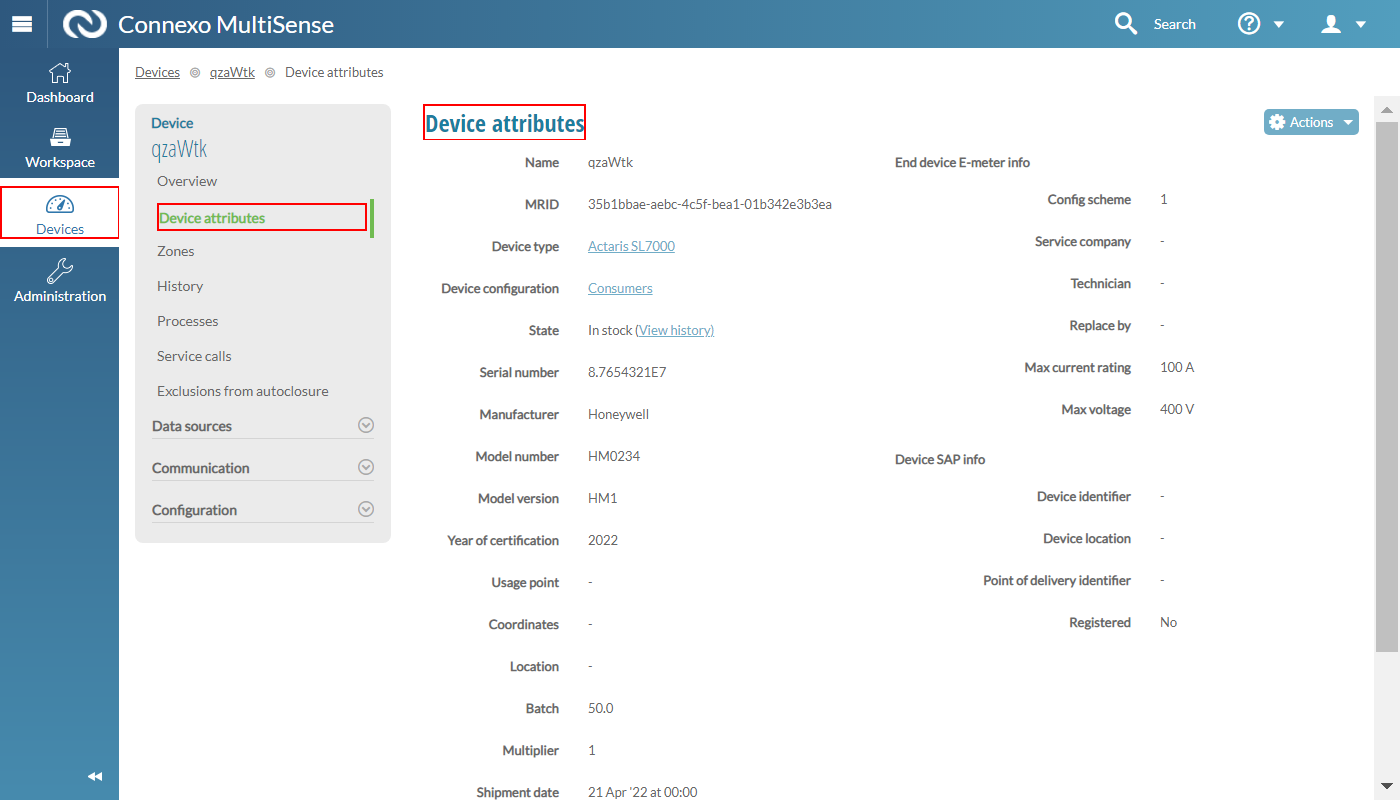 Connexo MultiSense
Search
Dashboard
Workspace
Devices
Administration
Devices qzaWtk Device attributes
Device
qzaWtk
Overview
Device attributes
Zones
History
Processes
Service calls
Exclusions from autoclosure
Data sources
Communication
Configuration
Device attributes
Actions
Name qzaWtk
MRID 35b1bbae-aebc-4c5f-bea1-01b342e3b3ea
Device type Actaris SL7000
Device configuration Consumers
State In stock (View history)
Serial number 8.7654321E7
Manufacturer Honeywell
Model number HM0234
Model version HM1
Year of certification 2022
Usage point -
Coordinates -
Location -
Batch 50.0
Multiplier 1
Shipment date 21 Apr '22 at 00:00
End device E-meter info
Config scheme 1
Service company -
Technician -
Replace by -
Max current rating 100 A
Max voltage 400 V
Device SAP info
Device identifier -
Device location -
Point of delivery identifier -
Registered No